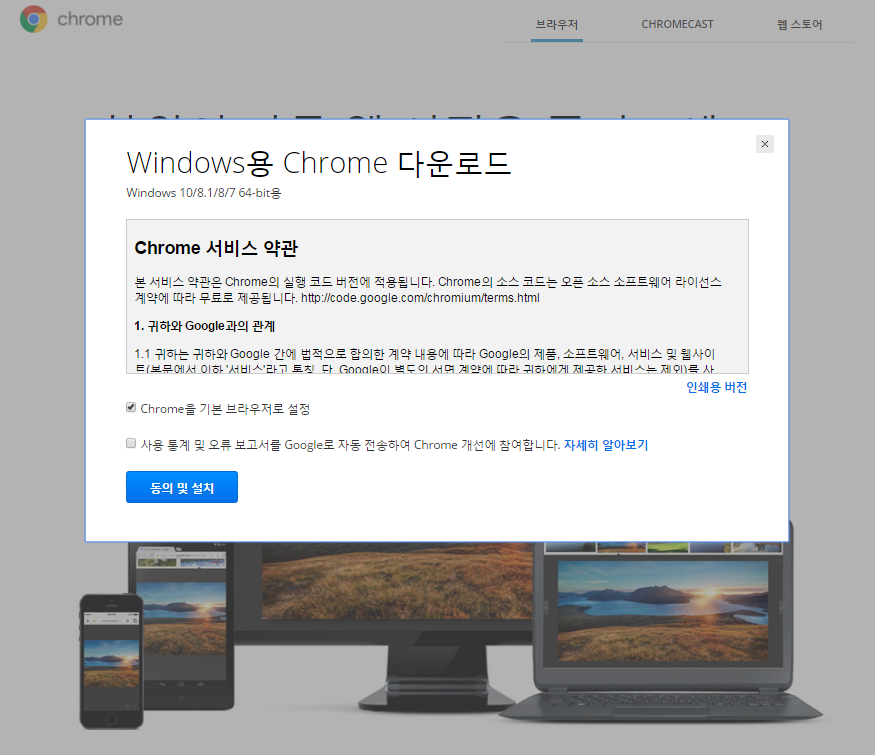 chrome
브라우저
CHROMECAST
웹 스토어
Windows용 Chrome 다운로드
Windows 10/8.1/8/7 64-bit용
Chrome 서비스 약관
본 서비스 약관은 Chrome의 실행 코드 버전에 적용됩니다. Chrome의 소스 코드는 오픈 소스 소프트웨어 라이선스
계약에 따라 무료로 제공됩니다. http://code.google.com/chromium/terms.html
1. 귀하와 Google과의 관계
1.1 귀하는 귀하와 Google 간에 법적으로 합의한 계약 내용에 따라 Google의 제품, 소프트웨어, 서비스 및 웹사이
트(본문에서 이하 '서비스'라고 통칭, 단, Google이 별도의 서면 계약에 따라 귀하에게 제공한 서비스는 제외)를 사
인쇄용 버전
Chrome을 기본 브라우저로 설정
사용 통계 및 오류 보고서를 Google로 자동 전송하여 Chrome 개선에 참여합니다. 자세히 알아보기
동의 및 설치